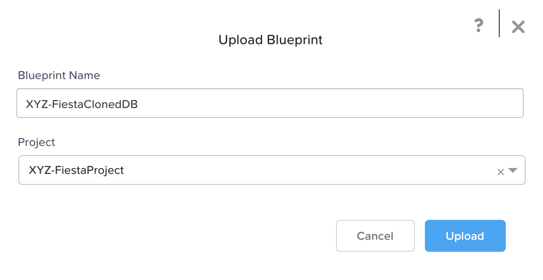 ?
Upload Blueprint
Blueprint Name
XYZ-FiestaClonedDB
Project
XYZ-FiestaProject
Cancel Upload